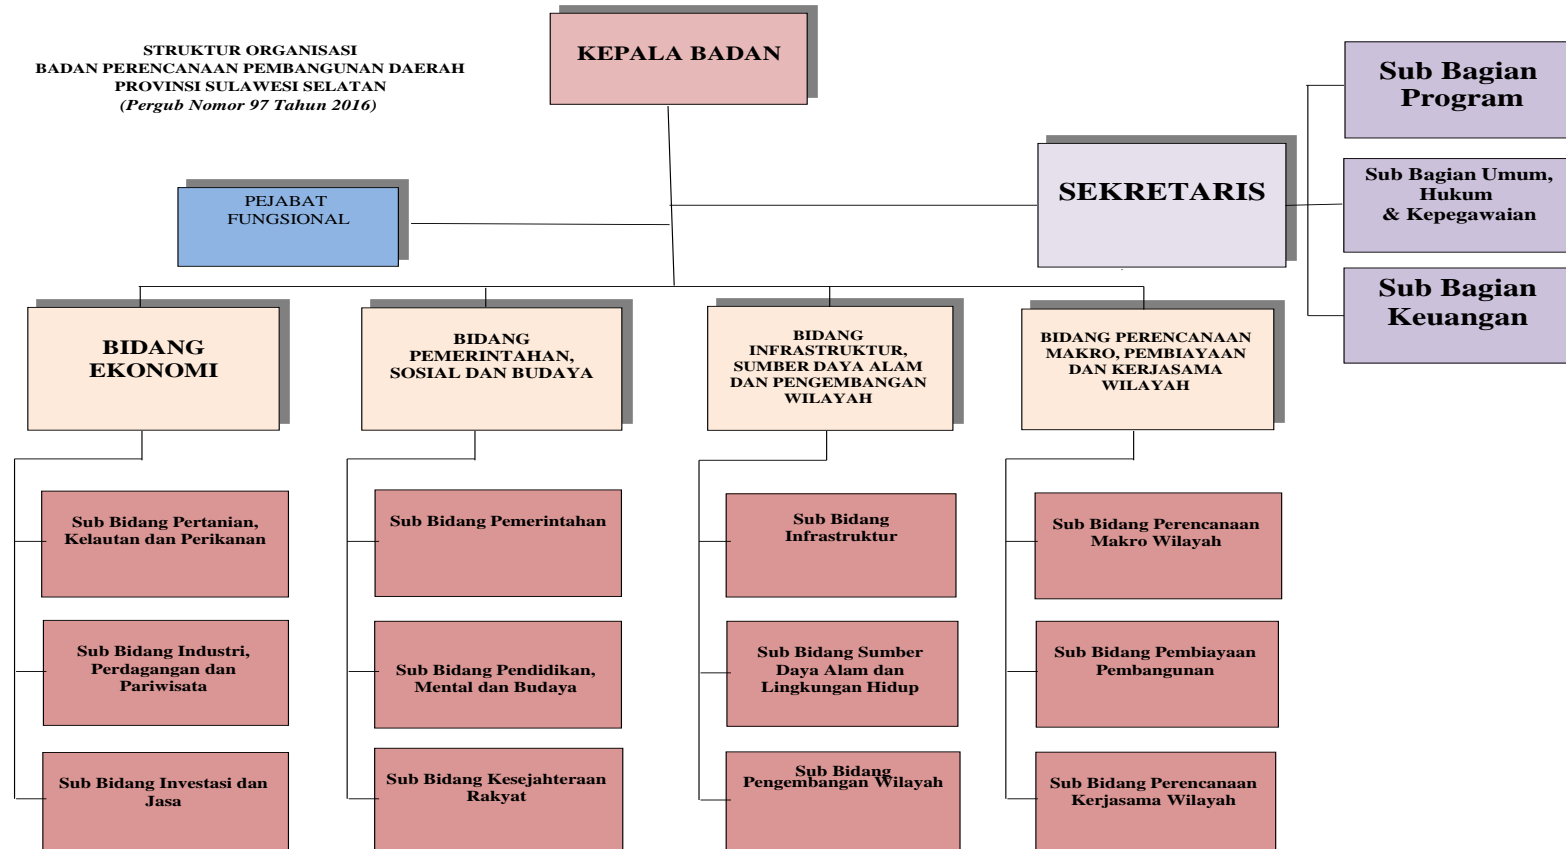 STRUKTUR ORGANISASI
BADAN PERENCANAAN PEMBANGUNAN DAERAH
PROVINSI SULAWESI SELATAN
(Pergub Nomor 97 Tahun 2016)
KEPALA BADAN
Sub Bagian
Program
PEJABAT
FUNGSIONAL
SEKRETARIS
Sub Bagian Umum,
Hukum
& Kepegawaian
Sub Bagian
Keuangan
BIDANG
EKONOMI
BIDANG
PEMERINTAHAN,
SOSIAL DAN BUDAYA
BIDANG
INFRASTRUKTUR,
SUMBER DAYA ALAM
DAN PENGEMBANGAN
WILAYAH
BIDANG PERENCANAAN
MAKRO, PEMBIAYAAN
DAN KERJASAMA
WILAYAH
Sub Bidang Pertanian,
Kelautan dan Perikanan
Sub Bidang Pemerintahan
Sub Bidang
Infrastruktur
Sub Bidang Perencanaan
Makro Wilayah
Sub Bidang Industri,
Perdagangan dan
Pariwisata
Sub Bidang Pendidikan,
Mental dan Budaya
Sub Bidang Sumber
Daya Alam dan
Lingkungan Hidup
Sub Bidang Pembiayaan
Pembangunan
Sub Bidang Investasi dan
Jasa
Sub Bidang Kesejahteraan
Rakyat
Sub Bidang
Pengembangan Wilayah
Sub Bidang Perencanaan
Kerjasama Wilayah